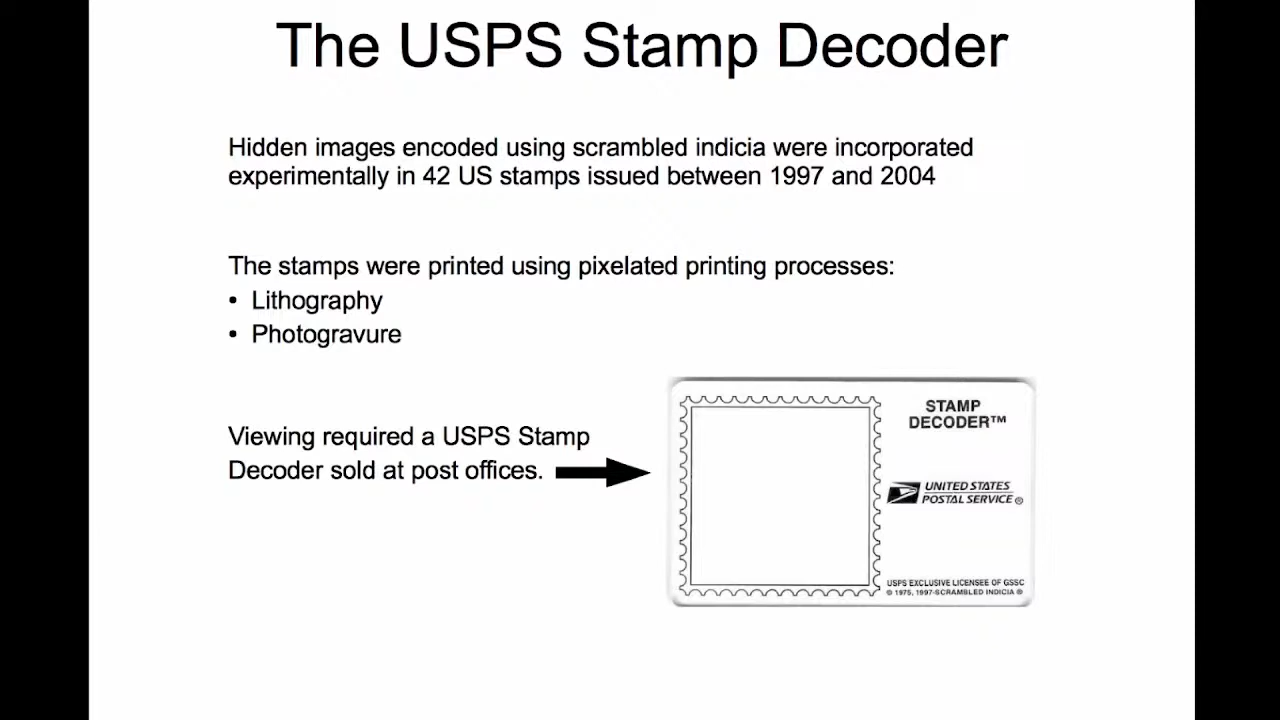 The USPS Stamp Decoder
Hidden images encoded using scrambled indicia were incorporated
experimentally in 42 US stamps issued between 1997 and 2004
The stamps were printed using pixelated printing processes:
• Lithography
• Photogravure
Viewing required a USPS Stamp
Decoder sold at post offices.
STAMP
DECODER™
UNITED STATES
POSTAL SERVICE®
USPS EXCLUSIVE LICENSEE OF GSSC
© 1975, 1997-SCRAMBLED INDICIA ®